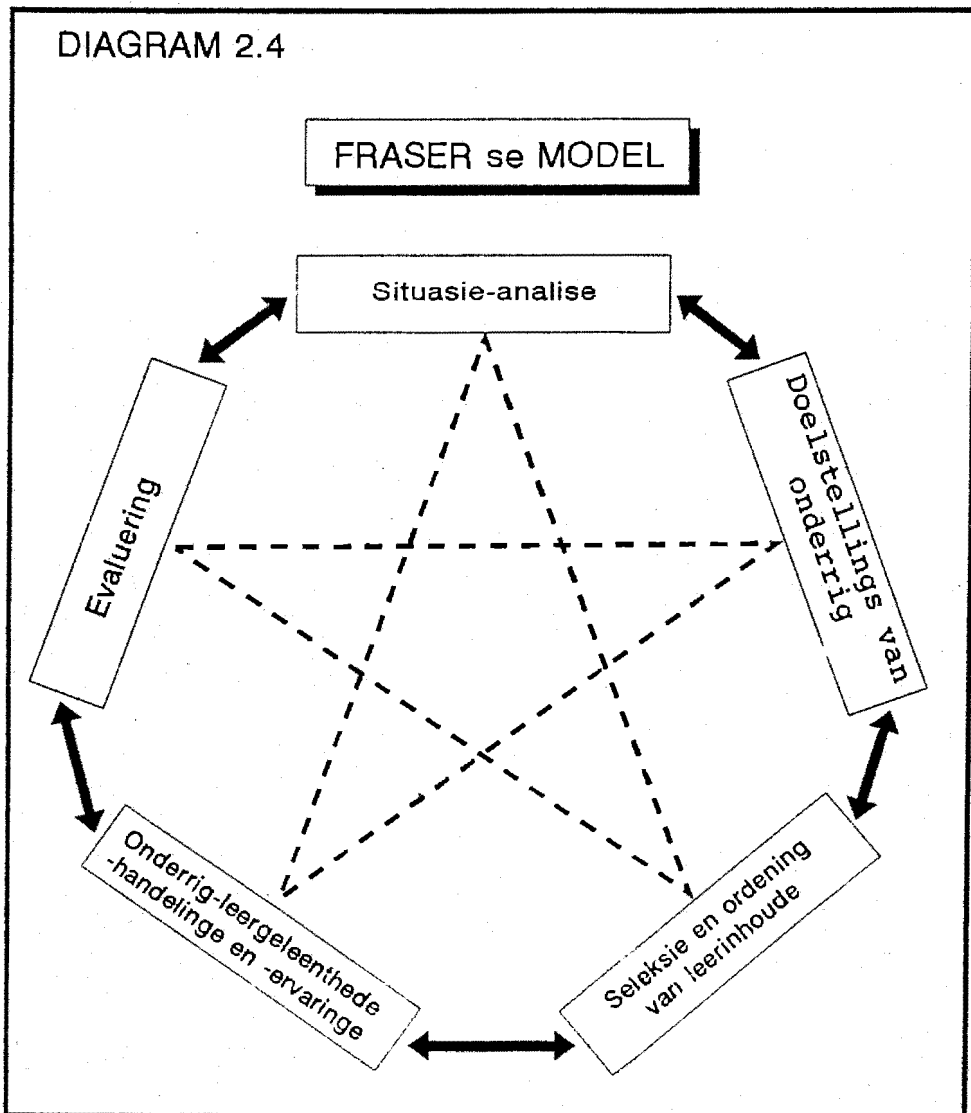 DIAGRAM 2.4
FRASER se MODEL
Situasie-analise
Doelstellings van
onderrig
Seleksie en ordening
van leerinhoude
Onderrig-leergeleenthede
-handelinge en -ervaringe
Evaluering